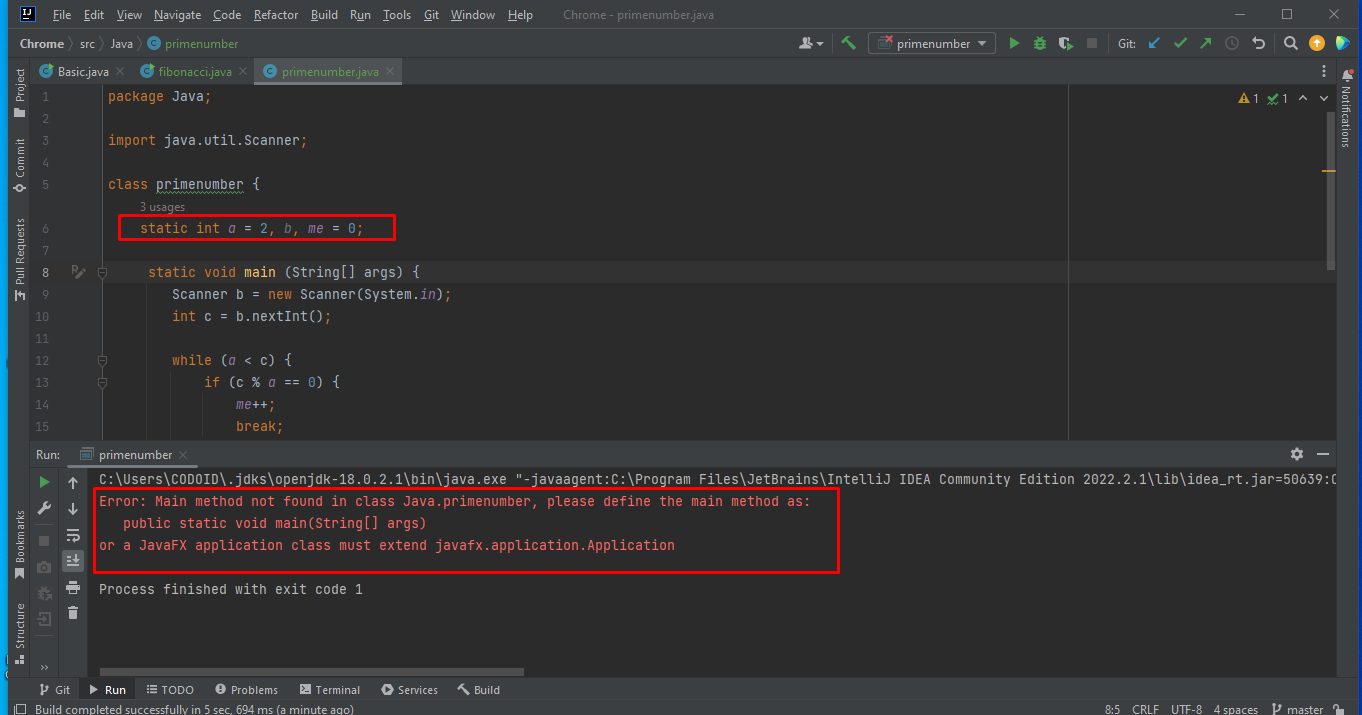 File Edit View Navigate Code Refactor Build Run Tools Git Window Help Chrome - primenumber.java
Chrome src Java primenumber primenumber Git:
Basic.java fibonacci.java primenumber.java
Project
Commit
Pull Requests
Bookmarks
Structure
Notifications
1 package Java;
2
3 import java.util.Scanner;
4
5 class primenumber {
3 usages
6 static int a = 2, b, me = 0;
7
8 static void main (String[] args) {
9 Scanner b = new Scanner(System.in);
10 int c = b.nextInt();
11
12 while (a < c) {
13 if (c % a == 0) {
14 me++;
15 break;
1 1
Run: primenumber
C:\Users\CODOID\.jdks\openjdk-18.0.2.1\bin\java.exe "-javaagent:C:\Program Files\JetBrains\IntelliJ IDEA Community Edition 2022.2.1\lib\idea_rt.jar=50639:C
Error: Main method not found in class Java.primenumber, please define the main method as:
public static void main(String[] args)
or a JavaFX application class must extend javafx.application.Application
Process finished with exit code 1
Git Run TODO Problems Terminal Services Build
Build completed successfully in 5 sec, 694 ms (a minute ago) 8:5 CRLF UTF-8 4 spaces master